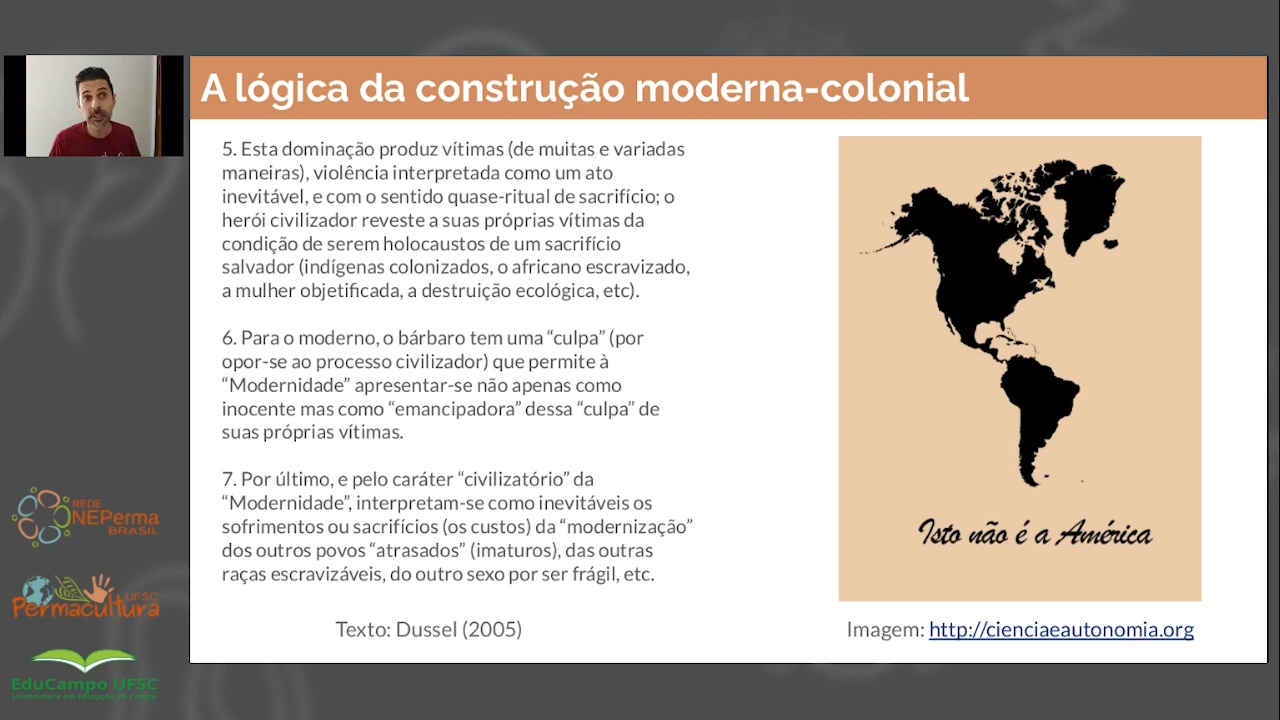 A lógica da construção moderna-colonial
5. Esta dominação produz vítimas (de muitas e variadas
maneiras), violência interpretada como um ato
inevitável, e com o sentido quase-ritual de sacrifício; o
herói civilizador reveste a suas próprias vítimas da
condição de serem holocaustos de um sacrifício
salvador (indígenas colonizados, o africano escravizado,
a mulher objetificada, a destruição ecológica, etc).
6. Para o moderno, o bárbaro tem uma “culpa” (por
opor-se ao processo civilizador) que permite à
“Modernidade” apresentar-se não apenas como
inocente mas como “emancipadora” dessa “culpa” de
suas próprias vítimas.
7. Por último, e pelo caráter “civilizatório” da
“Modernidade”, interpretam-se como inevitáveis os
sofrimentos ou sacrifícios (os custos) da “modernização”
dos outros povos “atrasados” (imaturos), das outras
raças escravizáveis, do outro sexo por ser frágil, etc.
Texto: Dussel (2005)
Isto não é a América
Imagem: http://cienciaeautonomia.org
REDE
NEPerma
BRASIL
UFSC
Permacultura
EduCampo UFSC
Licenciatura em Educação do Campo